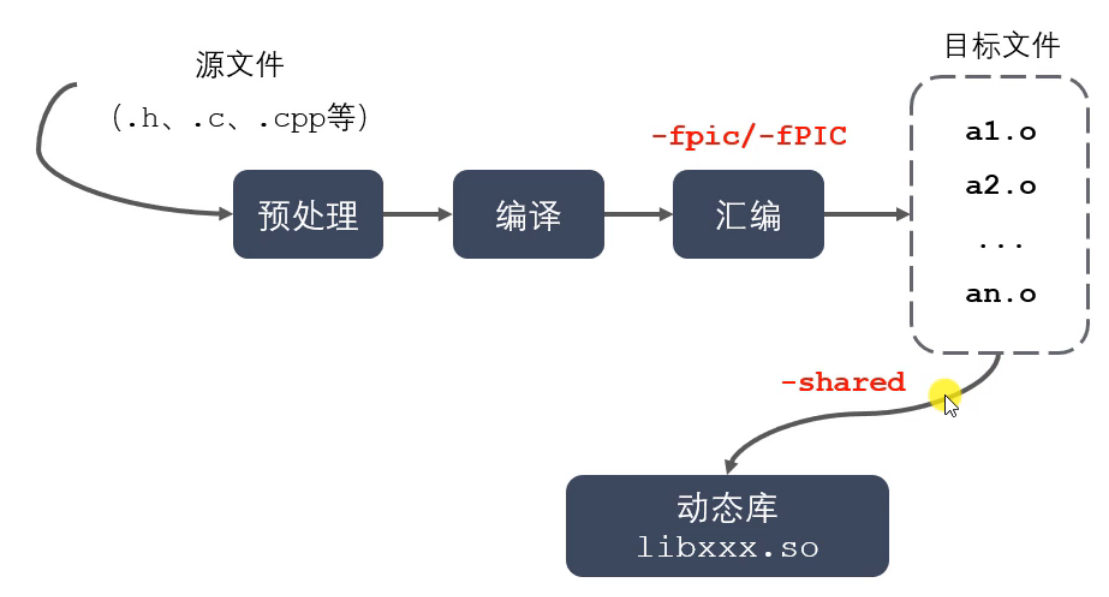 源文件
（.h、.c、.cpp等）
目标文件
-fpic/-fPIC
预处理
编译
汇编
a1.o
a2.o
...
an.o
-shared
动态库
libxxx.so